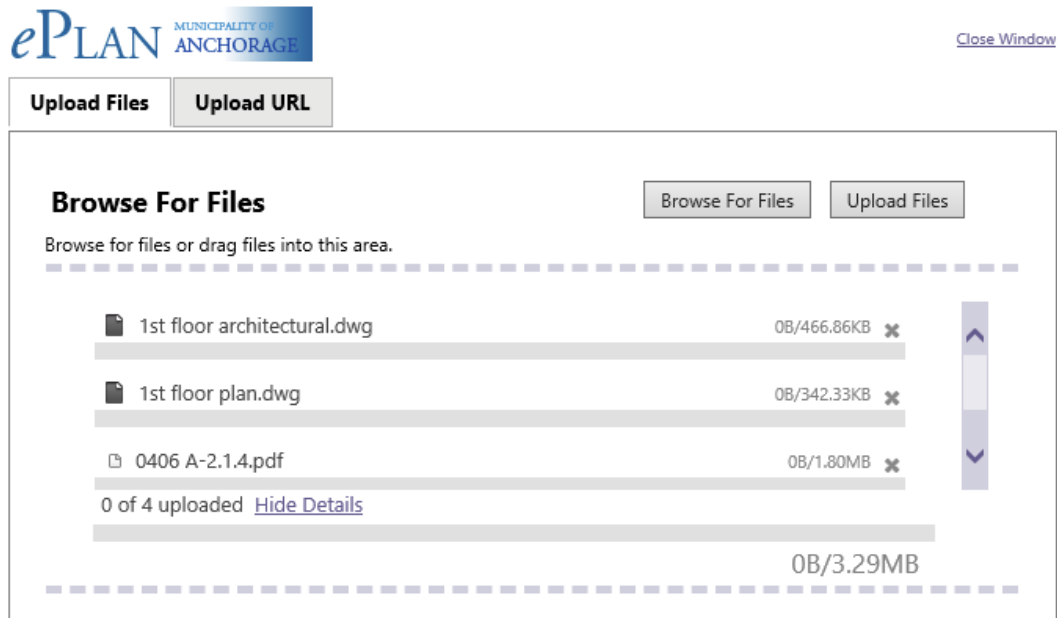 ePLAN MUNICIPALITY OF
ANCHORAGE
Close Window
Upload Files Upload URL
Browse For Files Browse For Files Upload Files
Browse for files or drag files into this area.
1st floor architectural.dwg 0B/466.86KB
1st floor plan.dwg 0B/342.33KB
0406 A-2.1.4.pdf 0B/1.80MB
0 of 4 uploaded Hide Details
0B/3.29MB